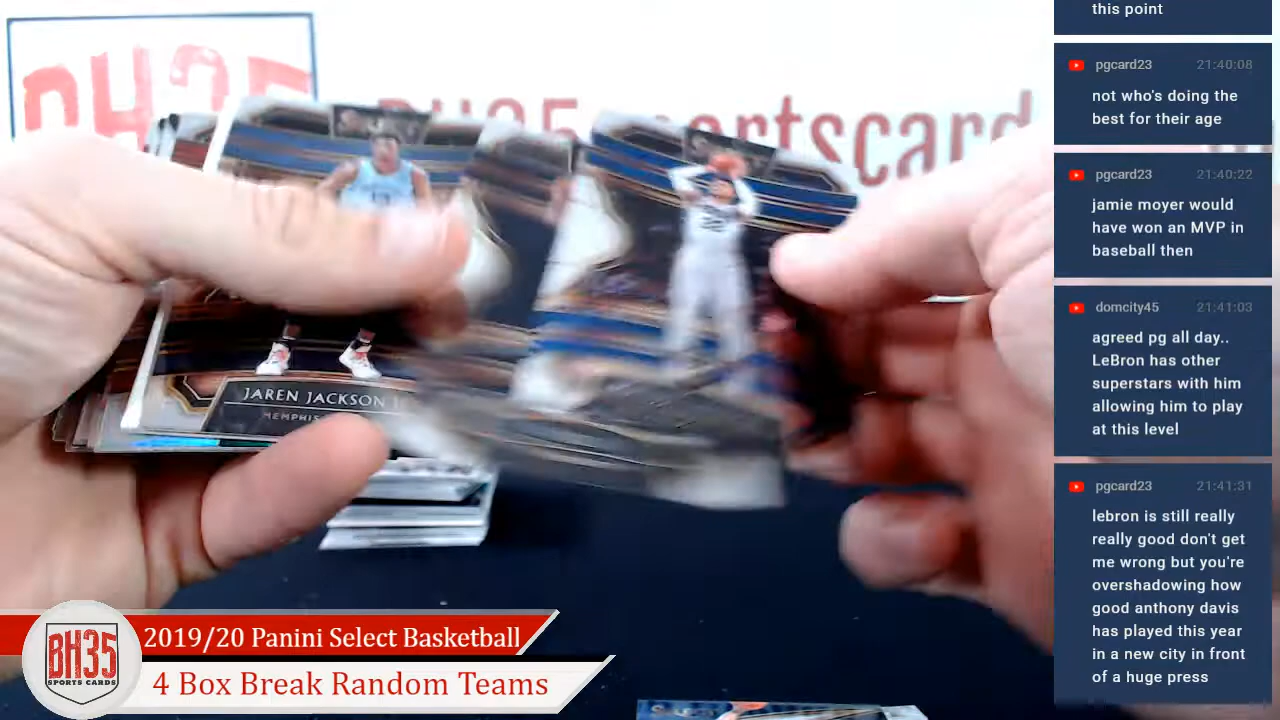 BH35
BH35 sportscard
JAREN JACKSON
MEMPHIS
BH35
SPORTS CARDS
2019/20 Panini Select Basketball
4 Box Break Random Teams
this point
pgcard23 21:40:08
not who's doing the
best for their age
pgcard23 21:40:22
jamie moyer would
have won an MVP in
baseball then
domcity45 21:41:03
agreed pg all day..
LeBron has other
superstars with him
allowing him to play
at this level
pgcard23 21:41:31
lebron is still really
really good don't get
me wrong but you're
overshadowing how
good anthony davis
has played this year
in a new city in front
of a huge press